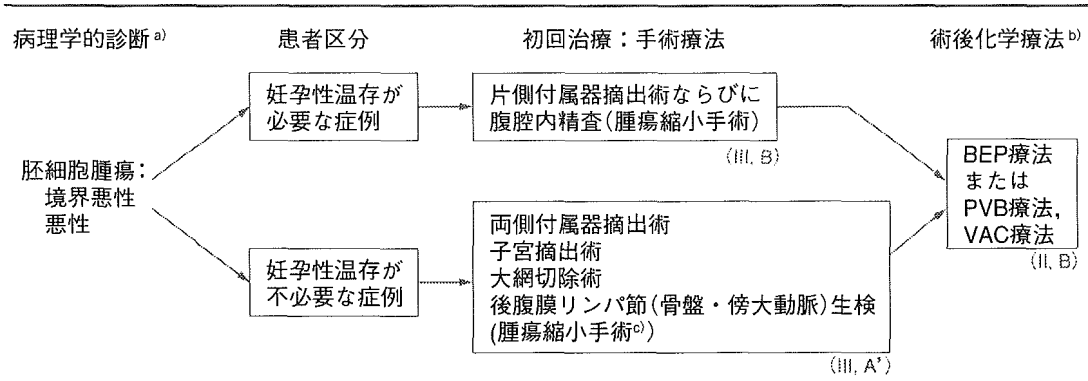 病理学的診断a)
患者区分
初回治療：手術療法
術後化学療法b)
妊孕性温存が
必要な症例
片側付属器摘出術ならびに
腹腔内精査(腫瘍縮小手術)
(III, B)
胚細胞腫瘍：
境界悪性
悪性
BEP療法
または
PVB療法,
VAC療法
(II, B)
妊孕性温存が
不必要な症例
両側付属器摘出術
子宮摘出術
大網切除術
後腹膜リンパ節(骨盤・傍大動脈)生検
(腫瘍縮小手術c))
(III, A')